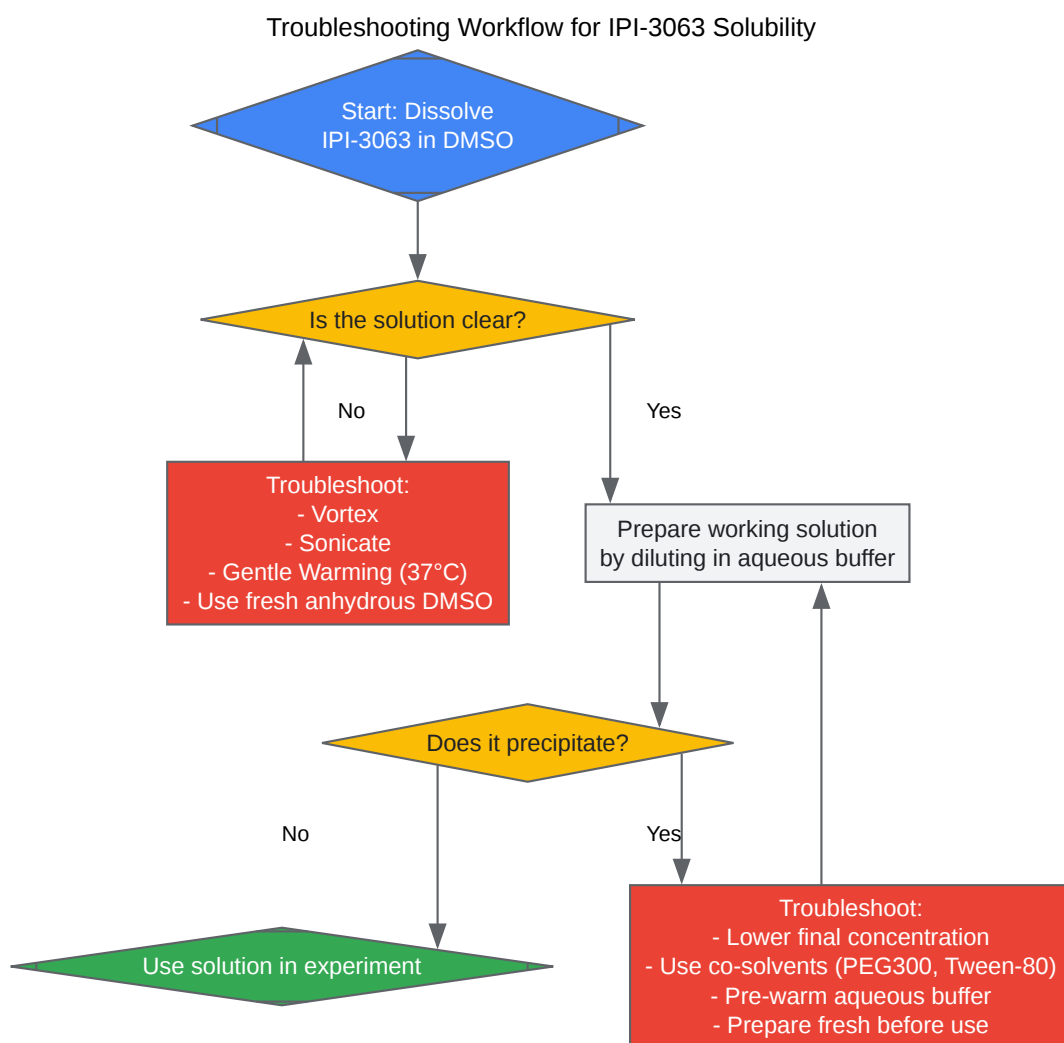 Troubleshooting Workflow for IPI-3063 Solubility
Start: Dissolve
IPI-3063 in DMSO
Is the solution clear?
No
Yes
Troubleshoot:
- Vortex
- Sonicate
- Gentle Warming (37°C)
- Use fresh anhydrous DMSO
Prepare working solution
by diluting in aqueous buffer
Does it precipitate?
No
Yes
Use solution in experiment
Troubleshoot:
- Lower final concentration
- Use co-solvents (PEG300, Tween-80)
- Pre-warm aqueous buffer
- Prepare fresh before use